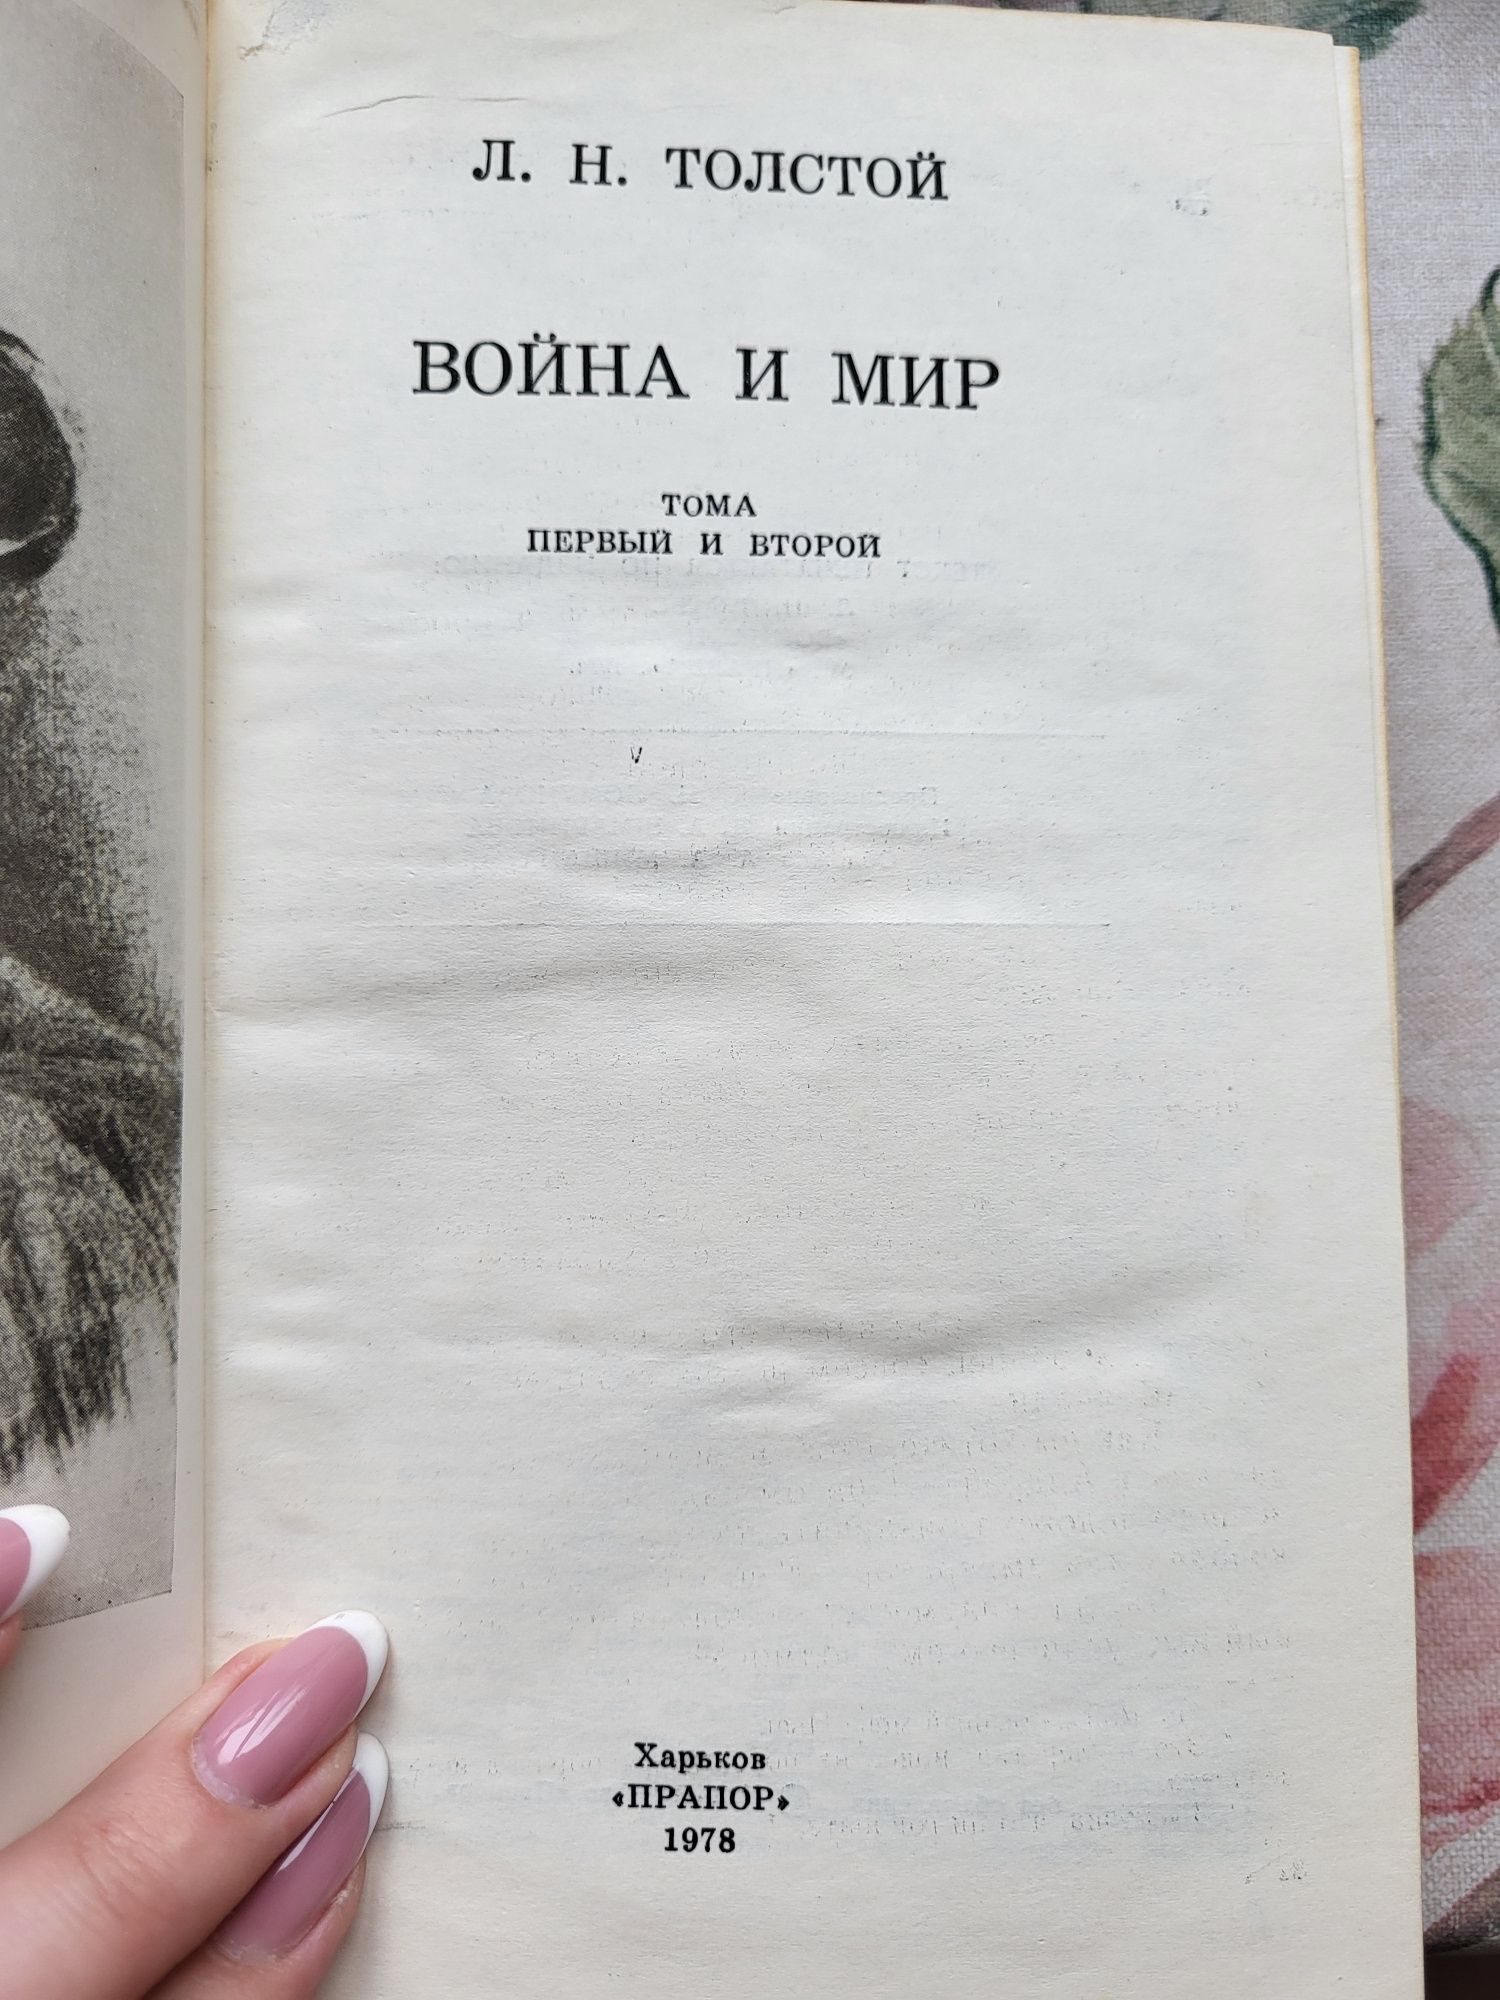 Л. Н. ТОЛСТОЙ
ВОЙНА И МИР
ТОМА
ПЕРВЫЙ И ВТОРОЙ
Харьков
«ПРАПОР»
1978